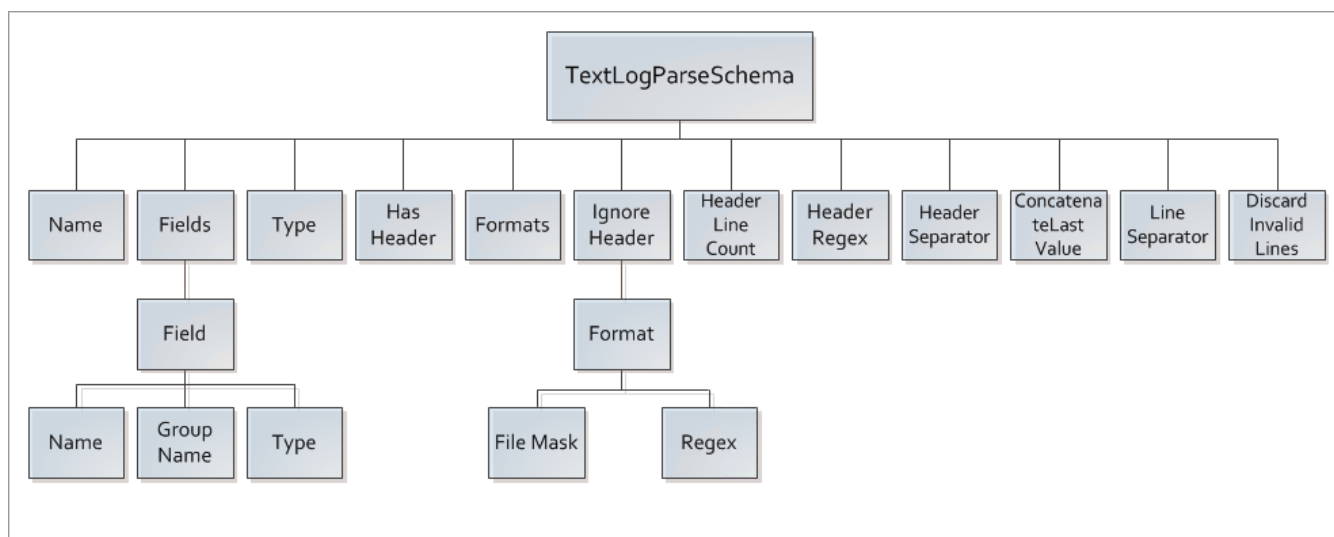 TextLogParseSchema
Name
Fields
Type
Has
Header
Formats
Ignore
Header
Header
Line
Count
Header
Regex
Header
Separator
Concatena
teLast
Value
Line
Separator
Discard
Invalid
Lines
Field
Format
Name
Group
Name
Type
File Mask
Regex